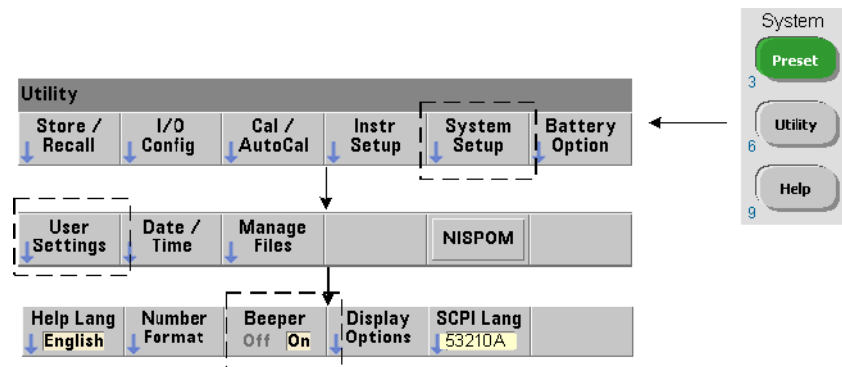 System
Preset
3
Utility
6
Help
9
Utility
Store / Recall
I/O Config
Cal / AutoCal
Instr Setup
System Setup
Battery Option
User Settings
Date / Time
Manage Files
NISPOM
Help Lang English
Number Format
Beeper Off On
Display Options
SCPI Lang 53210A